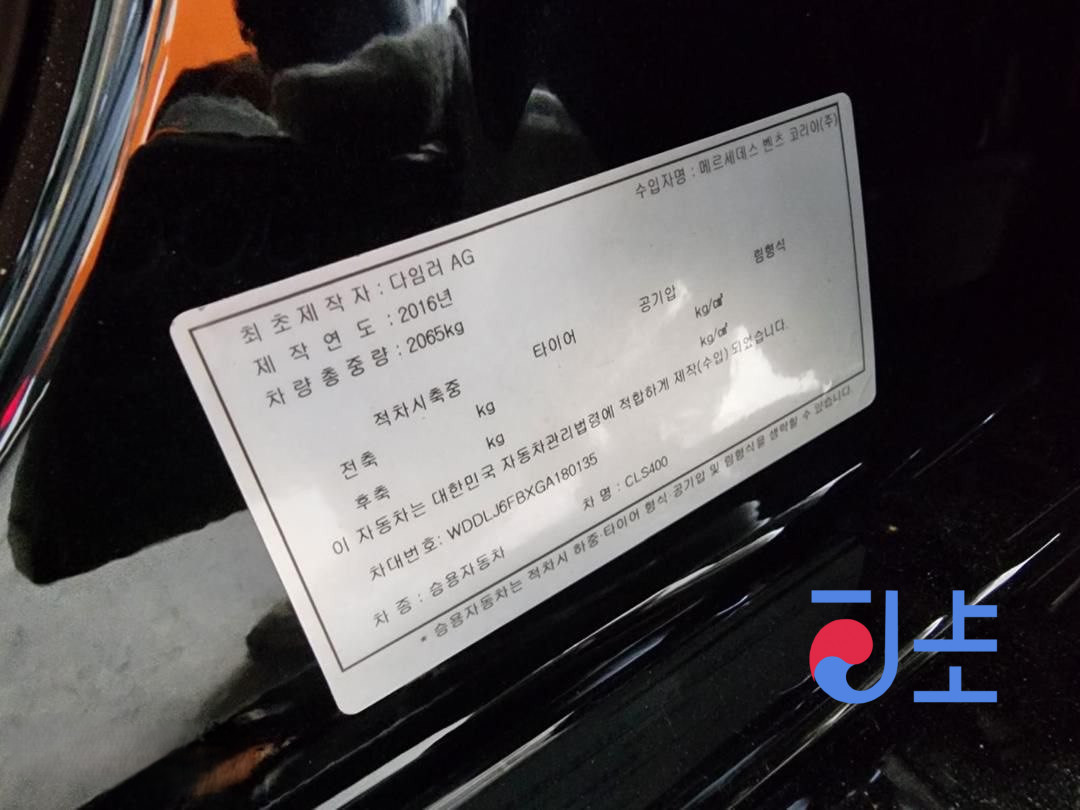 수입자명 : 메르세데스 벤츠 코리아(주)
최 초 제 작 자 : 다임러 AG
제 작 연 도 : 2016년
차 량 총 중 량 : 2065kg
적차시축중 타이어 공기압 림형식
전축 kg kg/㎠
후축 kg kg/㎠
이 자동차는 대한민국 자동차관리법령에 적합하게 제작(수입) 되었습니다.
차대번호: WDDLJ6FBXGA180135
차 종 : 승용자동차 차 명 : CLS400
* 승용자동차는 적차시 하중·타이어 형식·공기압 및 림형식을 생략할 수 있습니다.